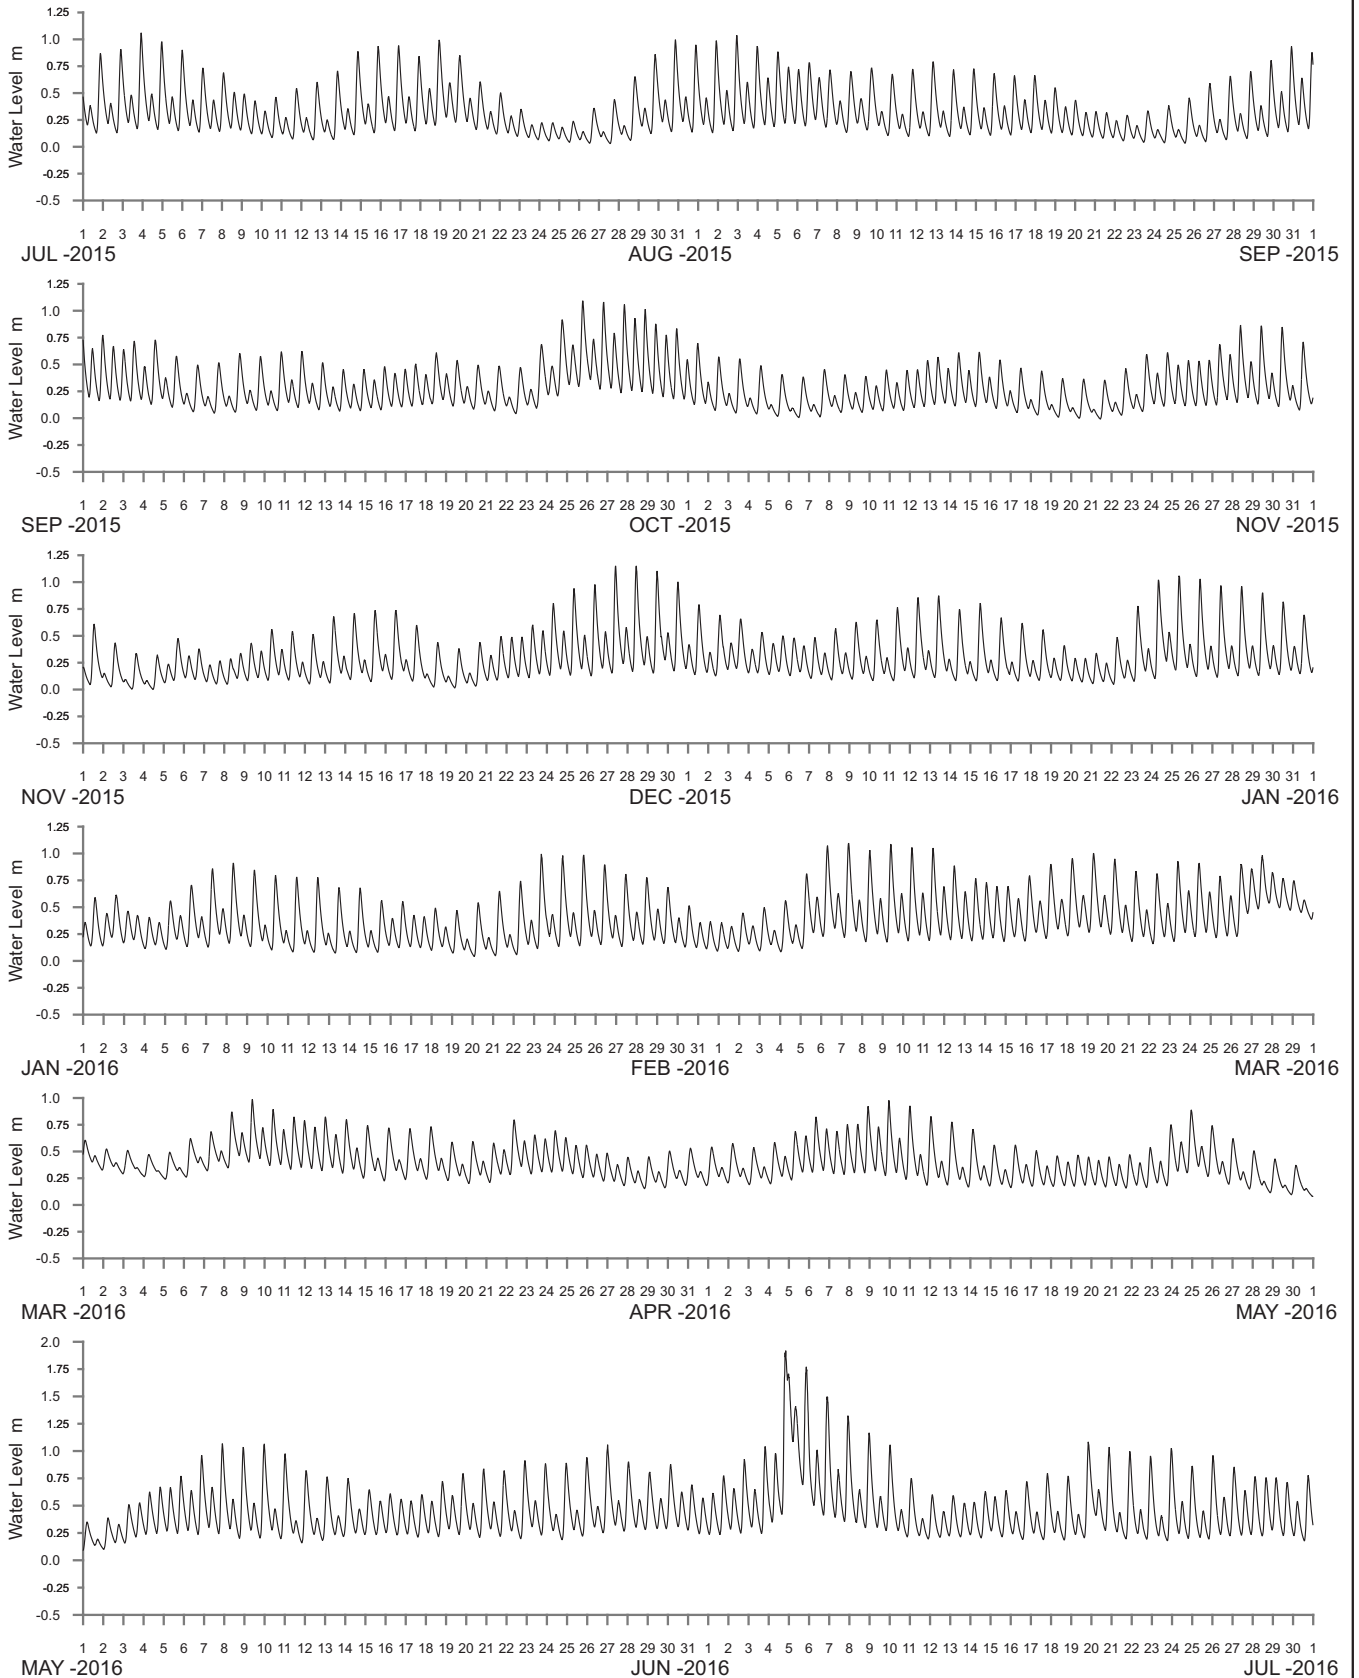 1.25
1.0
0.75
0.5
0.25
0.0
-0.25
-0.5
Water Level m
1 2 3 4 5 6 7 8 9 10 11 12 13 14 15 16 17 18 19 20 21 22 23 24 25 26 27 28 29 30 31 1 2 3 4 5 6 7 8 9 10 11 12 13 14 15 16 17 18 19 20 21 22 23 24 25 26 27 28 29 30 31 1
JUL -2015 AUG -2015 SEP -2015
1.25
1.0
0.75
0.5
0.25
0.0
-0.25
-0.5
Water Level m
1 2 3 4 5 6 7 8 9 10 11 12 13 14 15 16 17 18 19 20 21 22 23 24 25 26 27 28 29 30 1 2 3 4 5 6 7 8 9 10 11 12 13 14 15 16 17 18 19 20 21 22 23 24 25 26 27 28 29 30 31 1
SEP -2015 OCT -2015 NOV -2015
1.25
1.0
0.75
0.5
0.25
0.0
-0.25
-0.5
Water Level m
1 2 3 4 5 6 7 8 9 10 11 12 13 14 15 16 17 18 19 20 21 22 23 24 25 26 27 28 29 30 1 2 3 4 5 6 7 8 9 10 11 12 13 14 15 16 17 18 19 20 21 22 23 24 25 26 27 28 29 30 31 1
NOV -2015 DEC -2015 JAN -2016
1.25
1.0
0.75
0.5
0.25
0.0
-0.25
-0.5
Water Level m
1 2 3 4 5 6 7 8 9 10 11 12 13 14 15 16 17 18 19 20 21 22 23 24 25 26 27 28 29 30 31 1 2 3 4 5 6 7 8 9 10 11 12 13 14 15 16 17 18 19 20 21 22 23 24 25 26 27 28 29 1
JAN -2016 FEB -2016 MAR -2016
1.0
0.75
0.5
0.25
0.0
-0.25
-0.5
Water Level m
1 2 3 4 5 6 7 8 9 10 11 12 13 14 15 16 17 18 19 20 21 22 23 24 25 26 27 28 29 30 31 1 2 3 4 5 6 7 8 9 10 11 12 13 14 15 16 17 18 19 20 21 22 23 24 25 26 27 28 29 30 1
MAR -2016 APR -2016 MAY -2016
2.0
1.75
1.5
1.25
1.0
0.75
0.5
0.25
0.0
-0.25
-0.5
Water Level m
1 2 3 4 5 6 7 8 9 10 11 12 13 14 15 16 17 18 19 20 21 22 23 24 25 26 27 28 29 30 31 1 2 3 4 5 6 7 8 9 10 11 12 13 14 15 16 17 18 19 20 21 22 23 24 25 26 27 28 29 30 1
MAY -2016 JUN -2016 JUL -2016